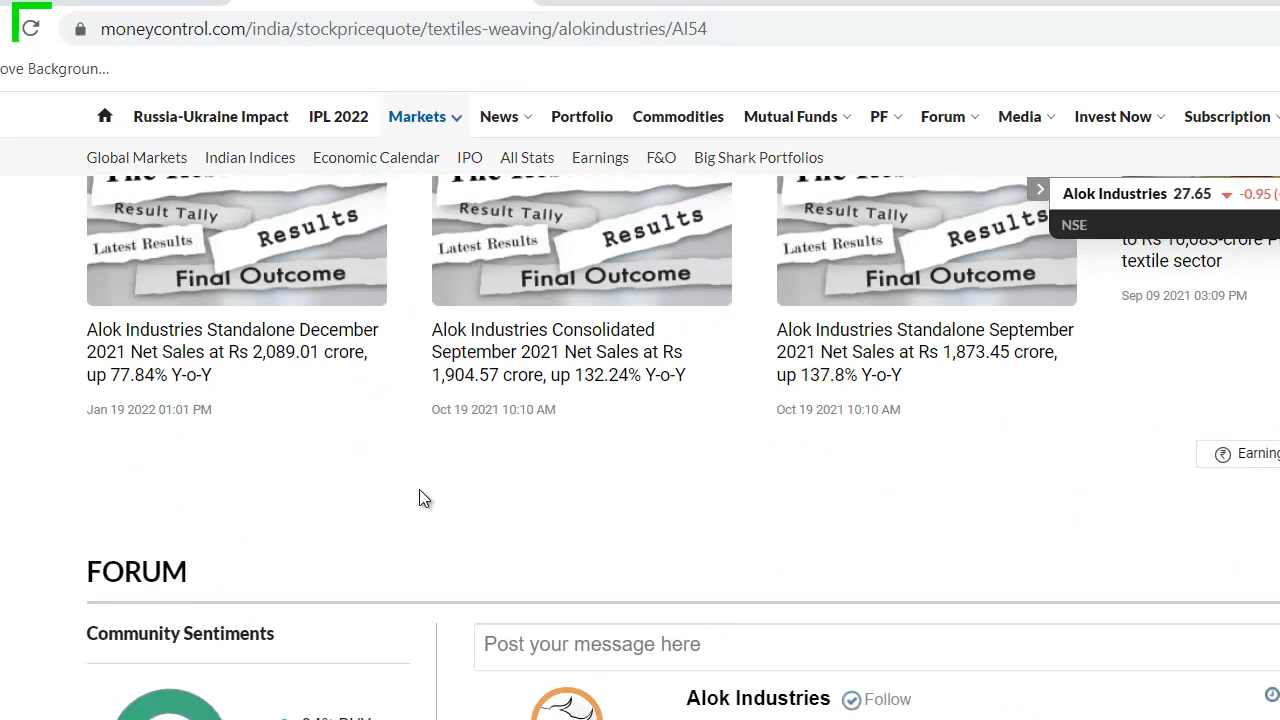 moneycontrol.com/india/stockpricequote/textiles-weaving/alokindustries/AI54
ove Backgroun...
Russia-Ukraine Impact IPL 2022 Markets News Portfolio Commodities Mutual Funds PF Forum Media Invest Now Subscription
Global Markets Indian Indices Economic Calendar IPO All Stats Earnings F&O Big Shark Portfolios
Alok Industries 27.65 -0.95 (-
NSE
Result Tally Results
Latest Results
Final Outcome
Result Tally Results
Latest Results
Final Outcome
Result Tally Results
Latest Results
Final Outcome
textile sector
Sep 09 2021 03:09 PM
Alok Industries Standalone December
2021 Net Sales at Rs 2,089.01 crore,
up 77.84% Y-o-Y
Jan 19 2022 01:01 PM
Alok Industries Consolidated
September 2021 Net Sales at Rs
1,904.57 crore, up 132.24% Y-o-Y
Oct 19 2021 10:10 AM
Alok Industries Standalone September
2021 Net Sales at Rs 1,873.45 crore,
up 137.8% Y-o-Y
Oct 19 2021 10:10 AM
Earning
FORUM
Community Sentiments
Post your message here
Alok Industries Follow